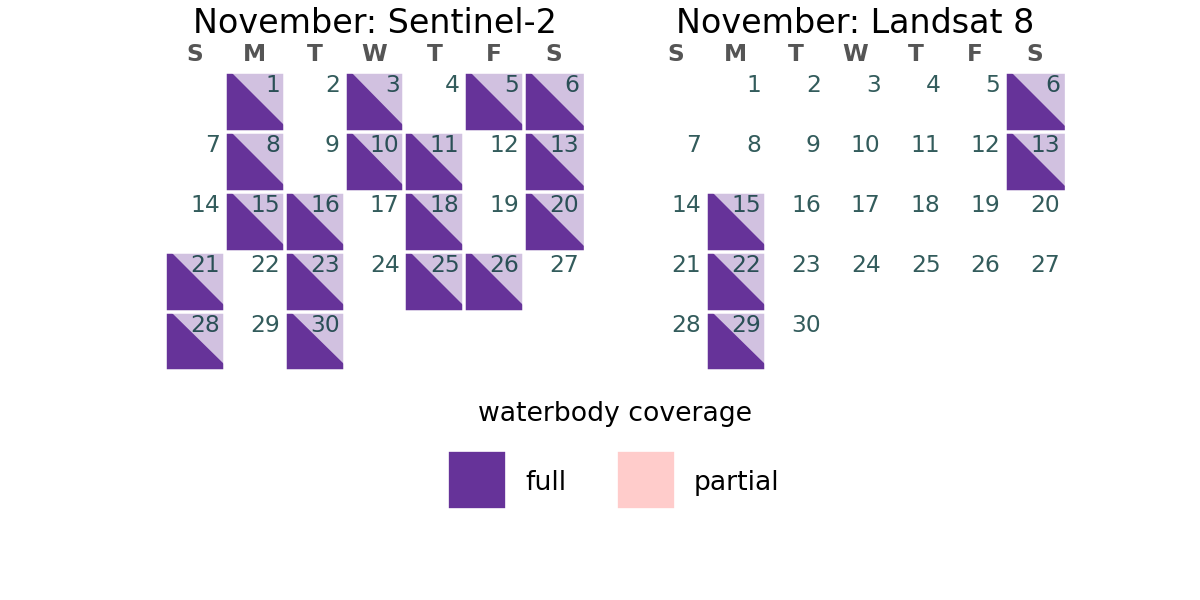 November: Sentinel-2
S M T W T F S
1 2 3 4 5 6
7 8 9 10 11 12 13
14 15 16 17 18 19 20
21 22 23 24 25 26 27
28 29 30
November: Landsat 8
S M T W T F S
1 2 3 4 5 6
7 8 9 10 11 12 13
14 15 16 17 18 19 20
21 22 23 24 25 26 27
28 29 30
waterbody coverage
full partial